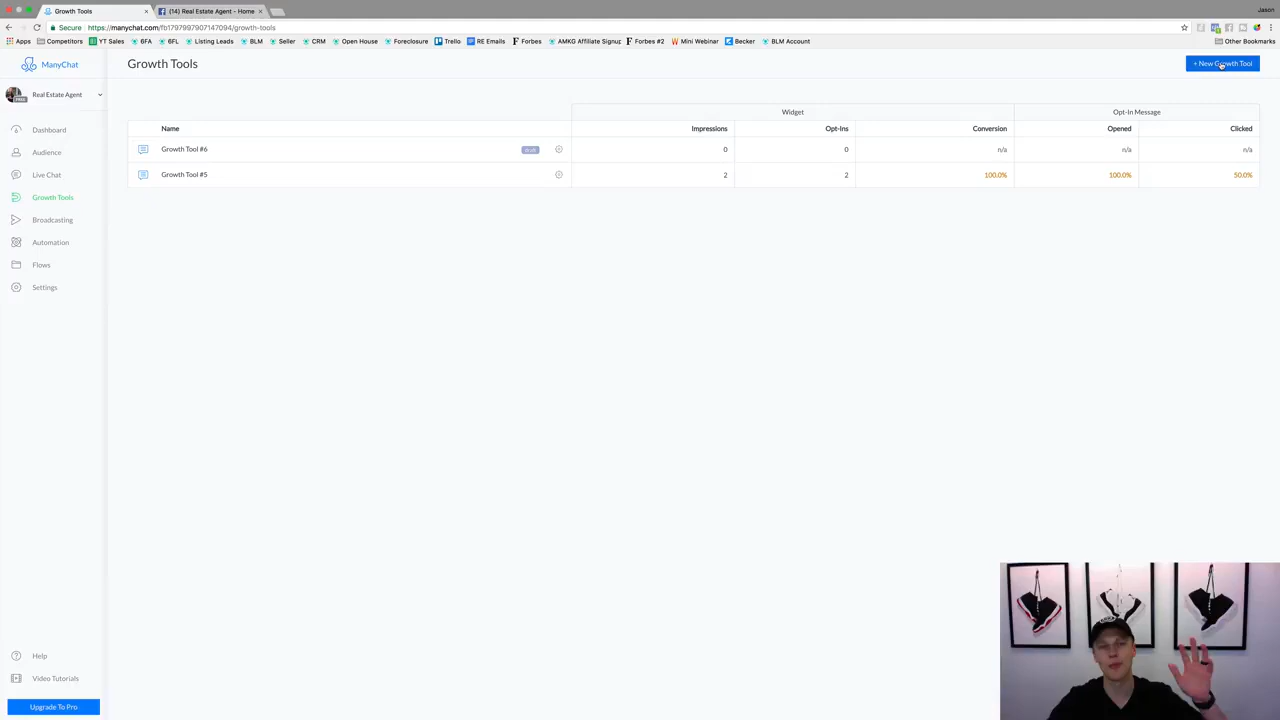 Growth Tools
(14) Real Estate Agent - Home
Jason
Secure
https://manychat.com/fb1797997907147094/growth-tools
Apps
Competitors
YT Sales
6FA
6FL
Listing Leads
Seller
CRM
Open House
Foreclosure
Trello
RE Emails
Forbes
AMKG Affiliate Signup
Forbes #2
Mini Webinar
Becker
BLM Account
Other Bookmarks
ManyChat
Growth Tools
+ New Growth Tool
Real Estate Agent
FREE
Dashboard
Audience
Live Chat
Growth Tools
Broadcasting
Automation
Flows
Settings
Widget
Opt-In Message
Name
Impressions
Opt-Ins
Conversion
Opened
Clicked
Growth Tool #6
draft
0
0
n/a
n/a
n/a
Growth Tool #5
2
2
100.0%
100.0%
50.0%
Help
Video Tutorials
Upgrade To Pro